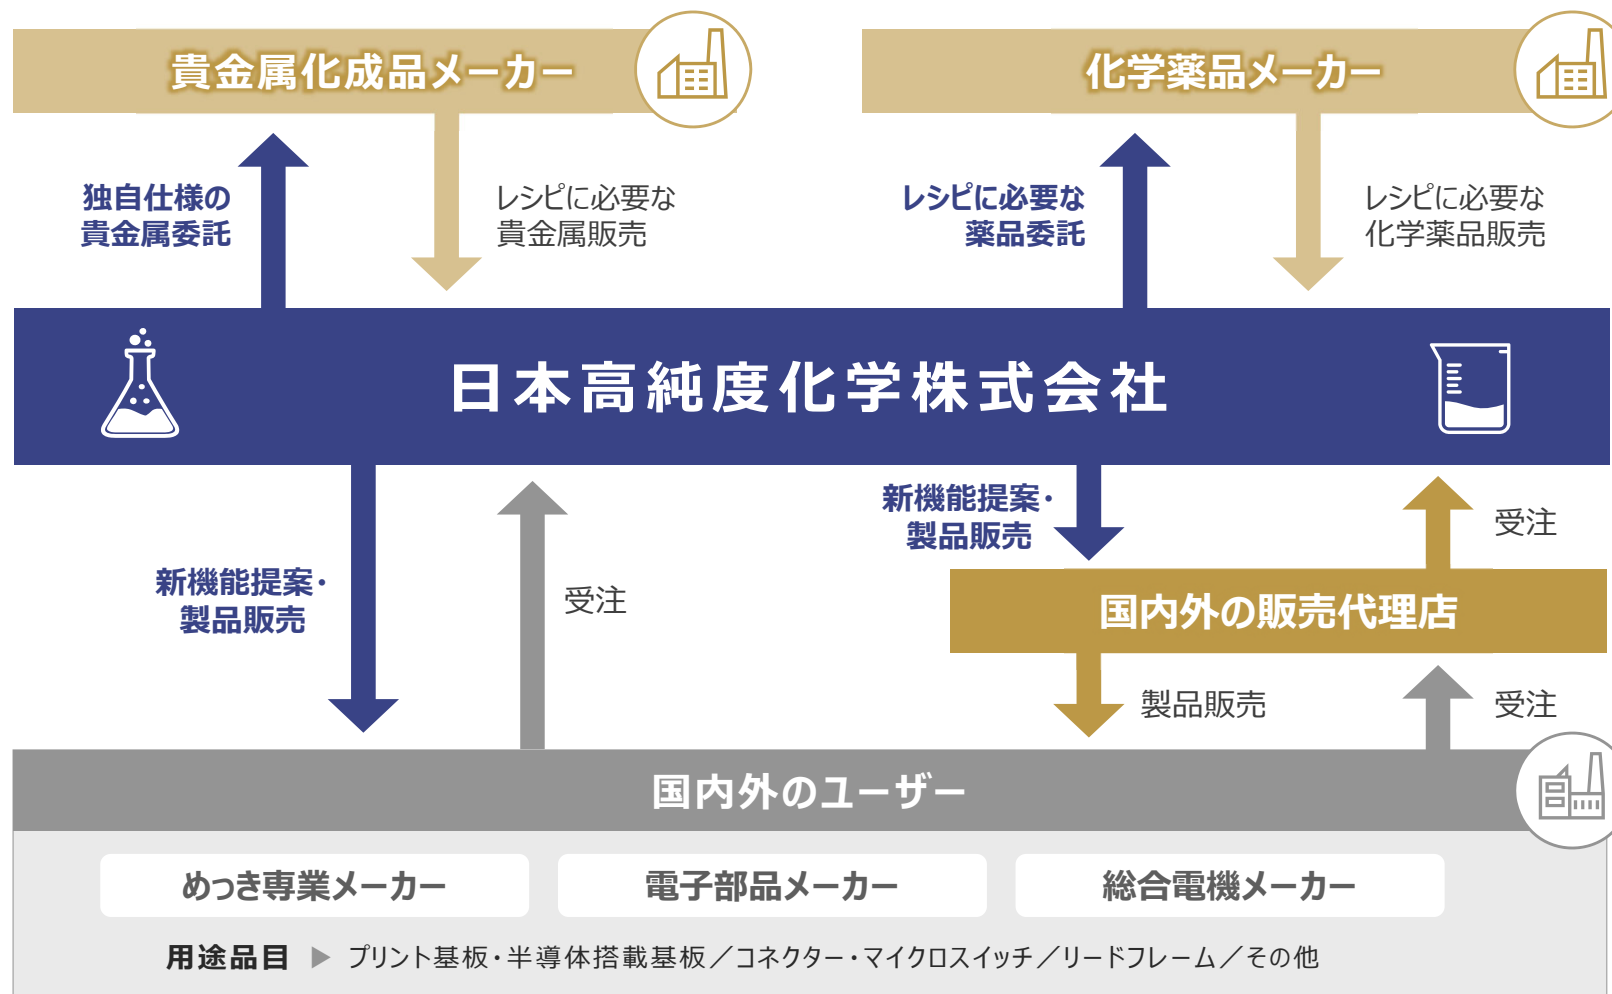 貴金属化成品メーカー
化学薬品メーカー
独自仕様の
貴金属委託
レシピに必要な
貴金属販売
レシピに必要な
薬品委託
レシピに必要な
化学薬品販売
日本高純度化学株式会社
新機能提案・
製品販売
受注
新機能提案・
製品販売
受注
国内外の販売代理店
製品販売
受注
国内外のユーザー
めっき専業メーカー
電子部品メーカー
総合電機メーカー
用途品目 ▶ プリント基板・半導体搭載基板／コネクター・マイクロスイッチ／リードフレーム／その他